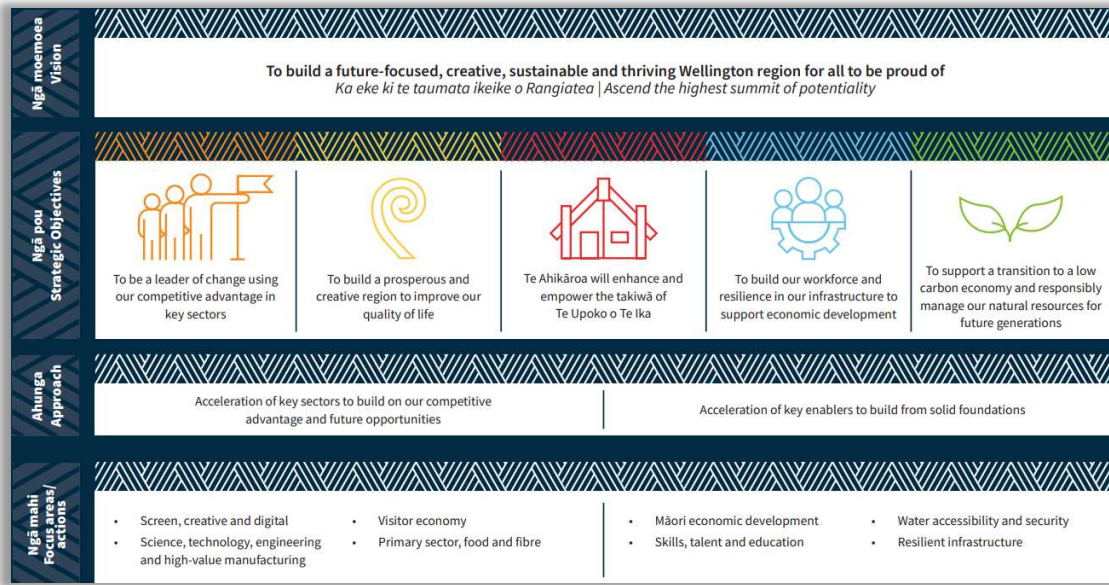 Ngā moemoea
Vision
To build a future-focused, creative, sustainable and thriving Wellington region for all to be proud of
Ka eke ki te taumata ikeike o Rangiatea | Ascend the highest summit of potentiality
Ngā pou
Strategic Objectives
To be a leader of change using
our competitive advantage in
key sectors
To build a prosperous and
creative region to improve our
quality of life
Te Ahikāroa will enhance and
empower the takiwā of
Te Upoko o Te Ika
To build our workforce and
resilience in our infrastructure to
support economic development
To support a transition to a low
carbon economy and responsibly
manage our natural resources for
future generations
Ahunga
Approach
Acceleration of key sectors to build on our competitive
advantage and future opportunities
Acceleration of key enablers to build from solid foundations
Ngā mahi
Focus areas/
actions
• Screen, creative and digital
• Science, technology, engineering
and high-value manufacturing
• Visitor economy
• Primary sector, food and fibre
• Māori economic development
• Skills, talent and education
• Water accessibility and security
• Resilient infrastructure